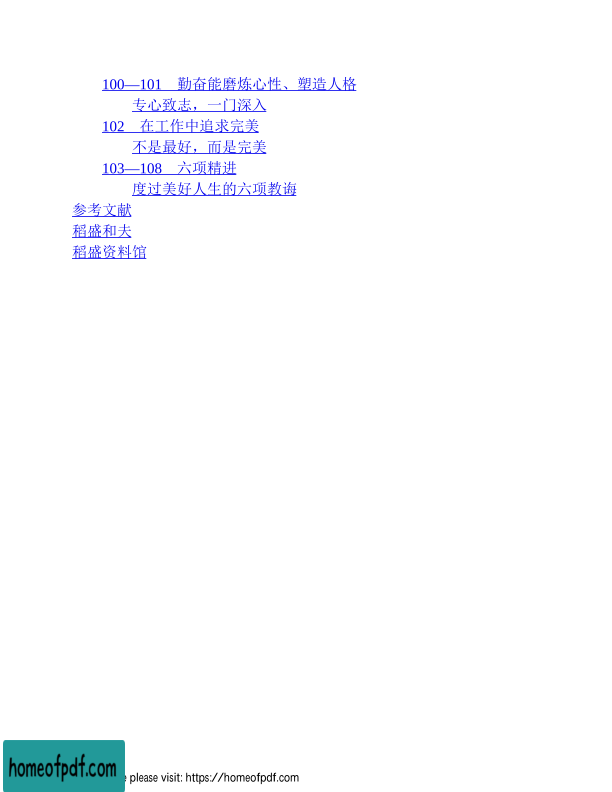 100—101　勤奋能磨炼心性、塑造人格
专心致志，一门深入
102　在工作中追求完美
不是最好，而是完美
103—108　六项精进
度过美好人生的六项教诲
参考文献
稻盛和夫
稻盛资料馆
homeofpdf.com
please visit: https://homeofpdf.com